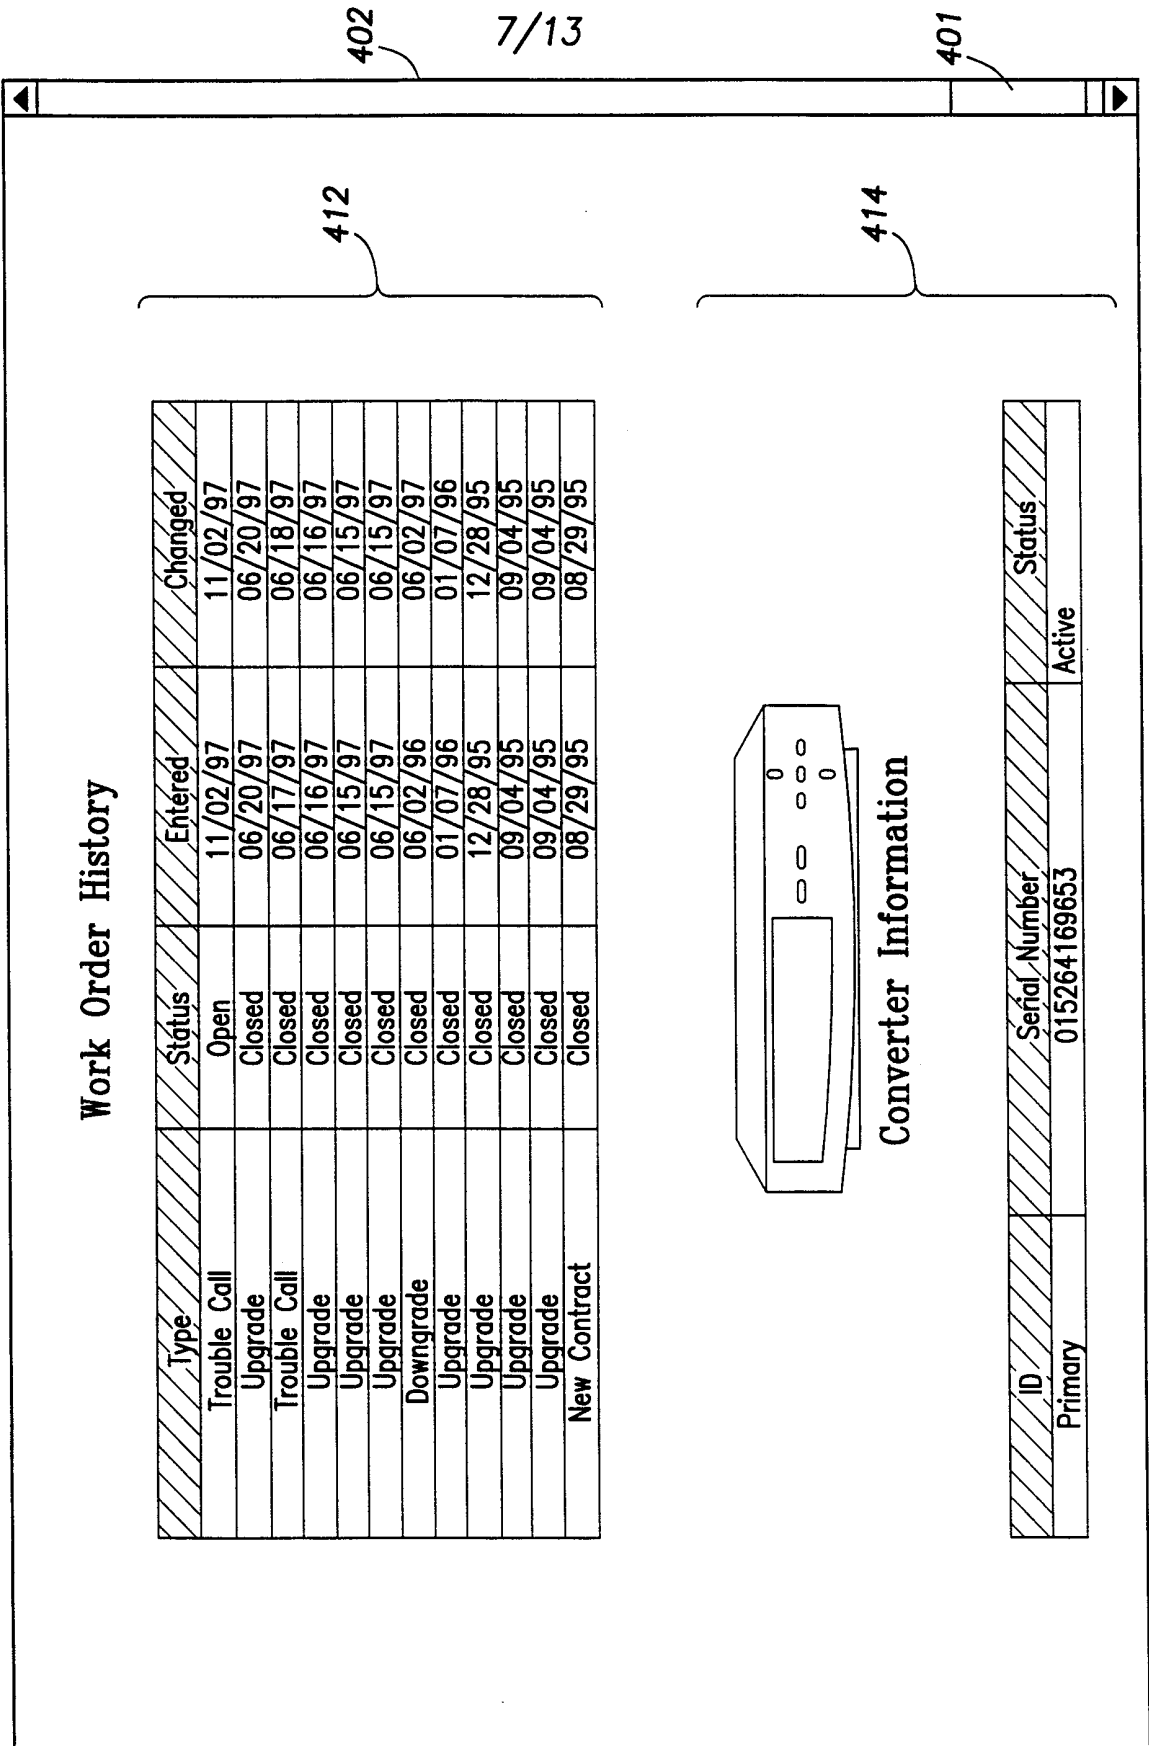 7/13
402
401
Work Order History
412
Type Status Entered Changed
Trouble Call Open 11/02/97 11/02/97
Upgrade Closed 06/20/97 06/20/97
Trouble Call Closed 06/17/97 06/18/97
Upgrade Closed 06/16/97 06/16/97
Upgrade Closed 06/15/97 06/15/97
Upgrade Closed 06/15/97 06/15/97
Downgrade Closed 06/02/96 06/02/97
Upgrade Closed 01/07/96 01/07/96
Upgrade Closed 12/28/95 12/28/95
Upgrade Closed 09/04/95 09/04/95
Upgrade Closed 09/04/95 09/04/95
New Contract Closed 08/29/95 08/29/95
414
Converter Information
ID Serial Number Status
Primary 015264169653 Active